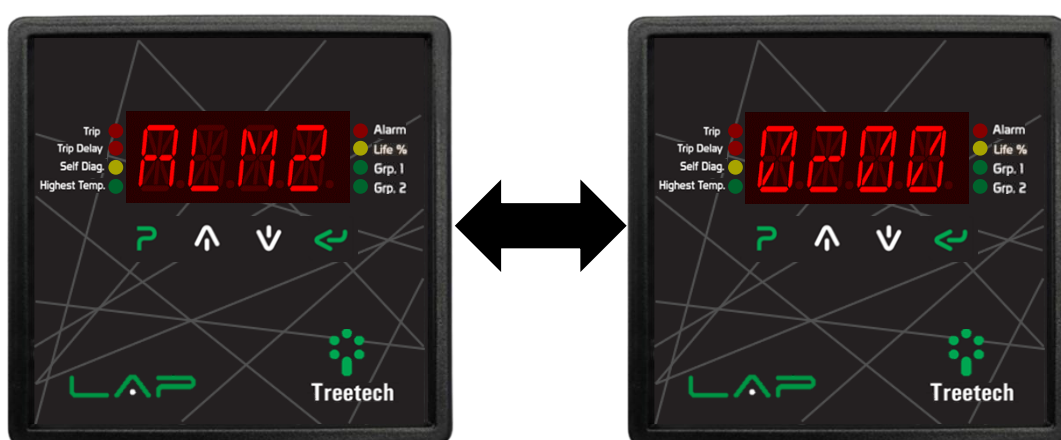 Trip
Trip Delay
Self Diag.
Highest Temp.
ALM2
Alarm
Life %
Grp. 1
Grp. 2
LAP
Treetech
Trip
Trip Delay
Self Diag.
Highest Temp.
0200
Alarm
Life %
Grp. 1
Grp. 2
LAP
Treetech